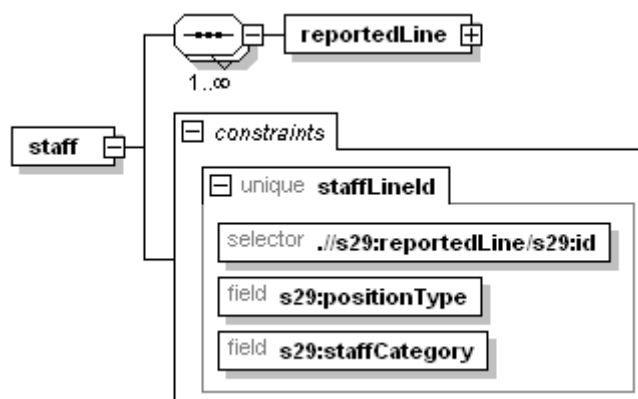 reportedLine
1..∞
staff
constraints
unique staffLineId
selector .//s29:reportedLine/s29:id
field s29:positionType
field s29:staffCategory